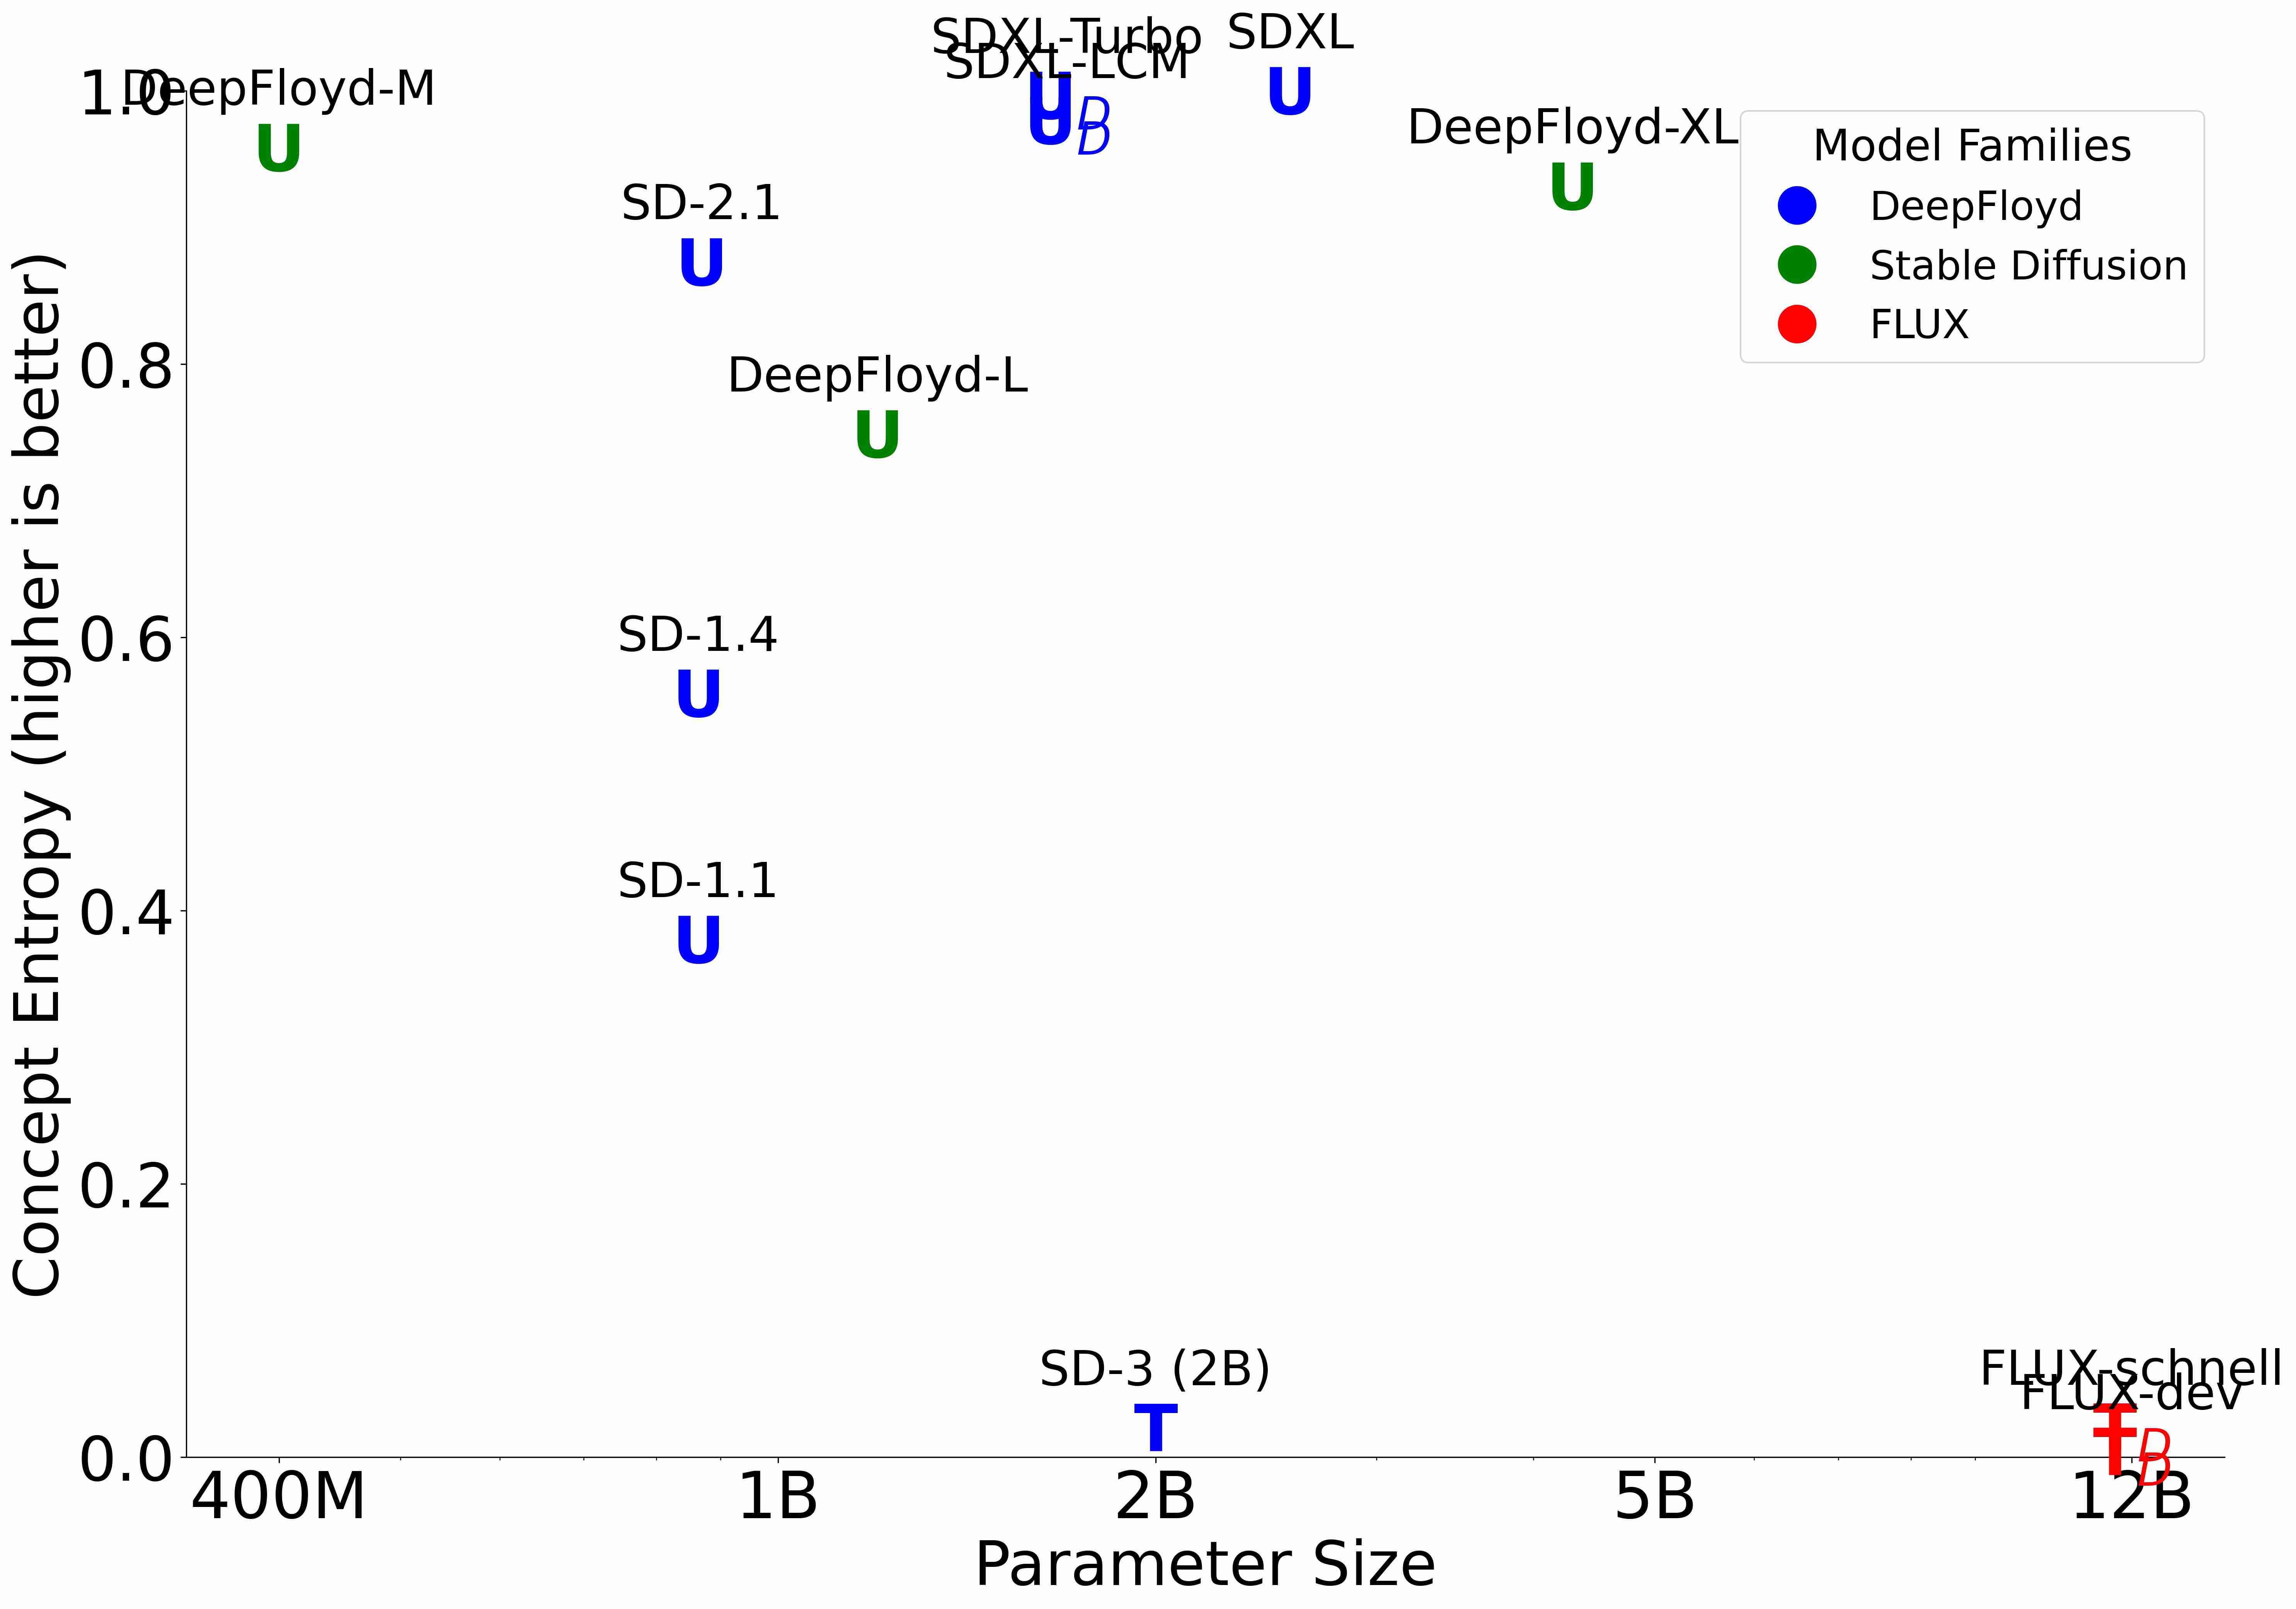 SDXL-Turbo
SDXL
SDXL-LCM
1.0
DeepFloyd-M
U
U
U
D
U
D
U
DeepFloyd-XL
U
SD-2.1
U
Model Families
DeepFloyd
Stable Diffusion
FLUX
0.8
DeepFloyd-L
U
0.6
SD-1.4
U
0.4
SD-1.1
U
0.2
SD-3 (2B)
T
FLUX-schnell
FLUX-dev
T
D
T
D
0.0
400M
1B
2B
5B
12B
Parameter Size
Concept Entropy (higher is better)